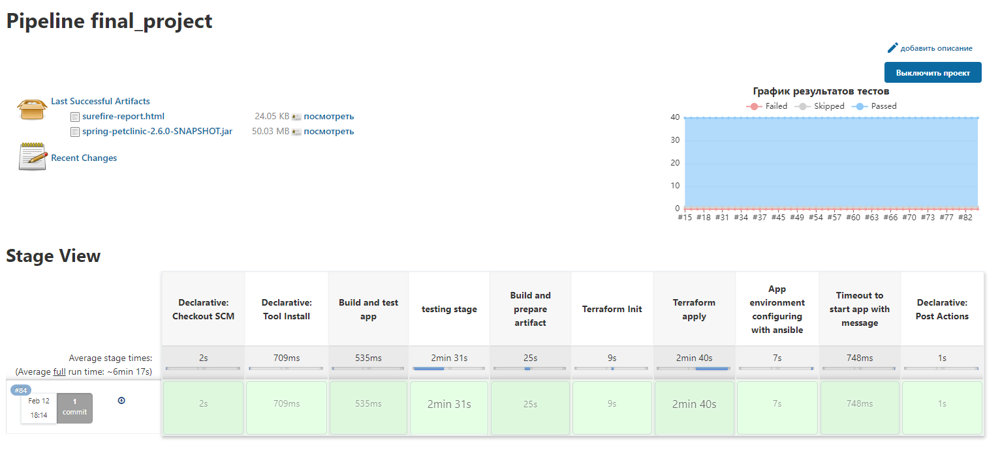 Pipeline final_project
добавить описание
Выключить проект
Last Successful Artifacts
surefire-report.html 24.05 KB посмотреть
spring-petclinic-2.6.0-SNAPSHOT.jar 50.03 MB посмотреть
Recent Changes
График результатов тестов
Failed Skipped Passed
40
30
20
10
0
#15 #18 #31 #34 #37 #45 #49 #54 #57 #60 #63 #66 #70 #73 #77 #82
Stage View
Declarative:
Checkout SCM
Declarative:
Tool Install
Build and test
app
testing stage
Build and
prepare
artifact
Terraform Init
Terraform
apply
App
environment
configuring
with ansible
Timeout to
start app with
message
Declarative:
Post Actions
Average stage times:
(Average full run time: ~6min 17s)
2s 709ms 535ms 2min 31s 25s 9s 2min 40s 7s 748ms 1s
#84
Feb 12
18:14
1
commit
2s 709ms 535ms 2min 31s 25s 9s 2min 40s 7s 748ms 1s